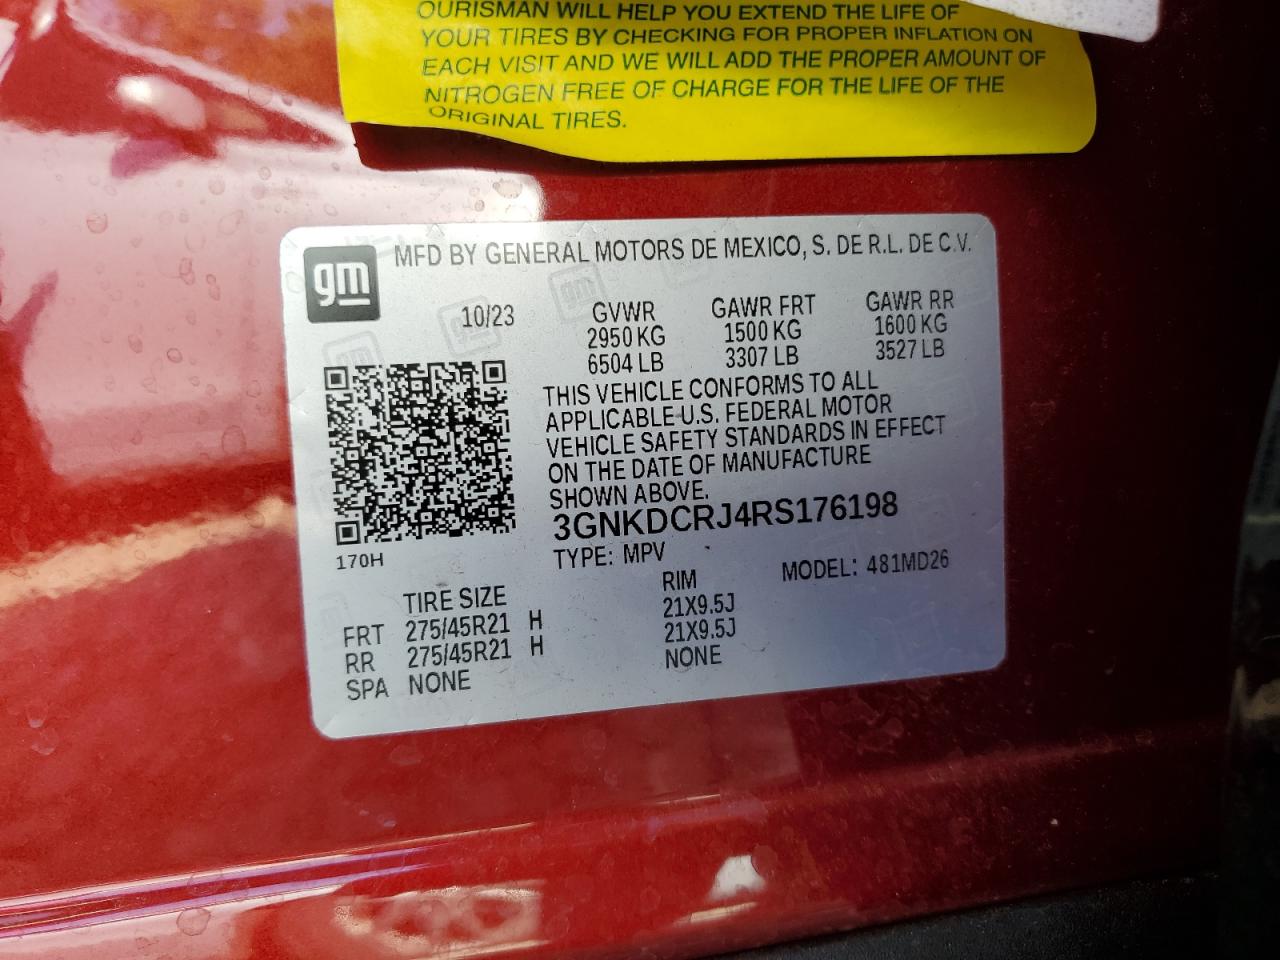 OURISMAN WILL HELP YOU EXTEND THE LIFE OF
YOUR TIRES BY CHECKING FOR PROPER INFLATION ON
EACH VISIT AND WE WILL ADD THE PROPER AMOUNT OF
NITROGEN FREE OF CHARGE FOR THE LIFE OF THE
ORIGINAL TIRES.
gm
MFD BY GENERAL MOTORS DE MEXICO, S. DE R.L. DE C.V.
10/23 GVWR GAWR FRT GAWR RR
2950 KG 1500 KG 1600 KG
6504 LB 3307 LB 3527 LB
THIS VEHICLE CONFORMS TO ALL
APPLICABLE U.S. FEDERAL MOTOR
VEHICLE SAFETY STANDARDS IN EFFECT
ON THE DATE OF MANUFACTURE
SHOWN ABOVE.
3GNKDCRJ4RS176198
170H
TYPE: MPV MODEL: 481MD26
TIRE SIZE RIM
FRT 275/45R21 H 21X9.5J
RR 275/45R21 H 21X9.5J
SPA NONE NONE